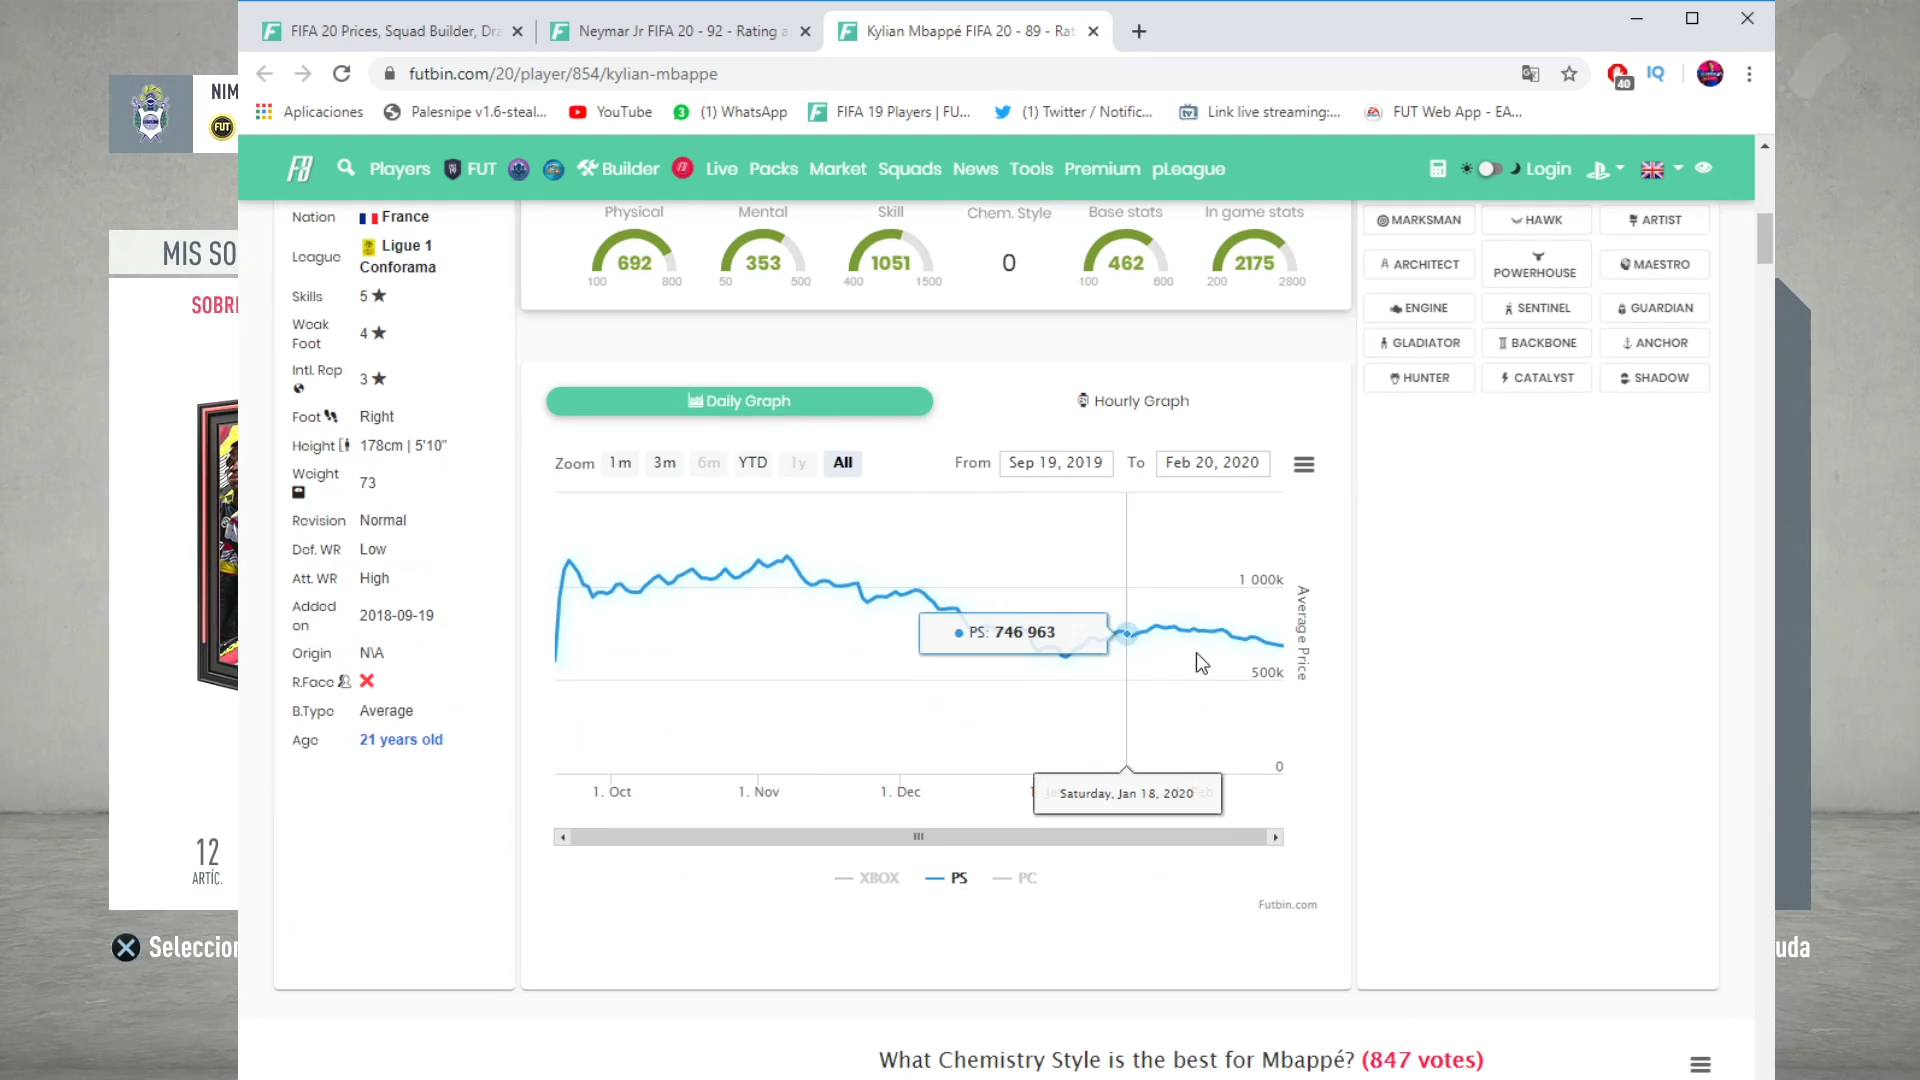 FIFA 20 Prices, Squad Builder, Dra
Neymar Jr FIFA 20 - 92 - Rating a
Kylian Mbappé FIFA 20 - 89 - Rat
futbin.com/20/player/854/kylian-mbappe
40
IQ
Aplicaciones
Palesnipe v1.6-steal...
YouTube
3
(1) WhatsApp
FIFA 19 Players | FU...
(1) Twitter / Notific...
Link live streaming:...
FUT Web App - EA...
NIM
FUT
MIS SO
SOBRE
12
ARTÍC.
Seleccion
uda
Players
FUT
Builder
Live
Packs
Market
Squads
News
Tools
Premium
pLeague
Login
Nation France
League Ligue 1
Conforama
Skills 5
Weak
Foot 4
Intl. Rep 3
Foot Right
Height 178cm | 5'10"
Weight 73
Revision Normal
Def. WR Low
Att. WR High
Added
on 2018-09-19
Origin N\A
R.Face
B.Type Average
Age 21 years old
Physical
692
100 800
Mental
353
50 500
Skill
1051
400 1500
Chem. Style
0
Base stats
462
100 600
In game stats
2175
200 2800
MARKSMAN HAWK ARTIST
ARCHITECT POWERHOUSE MAESTRO
ENGINE SENTINEL GUARDIAN
GLADIATOR BACKBONE ANCHOR
HUNTER CATALYST SHADOW
Daily Graph
Hourly Graph
Zoom 1m 3m 6m YTD 1y All
From Sep 19, 2019 To Feb 20, 2020
1 000k
500k
0
Average Price
PS: 746 963
1. Oct
1. Nov
1. Dec
Saturday, Jan 18, 2020
XBOX
PS
PC
Futbin.com
What Chemistry Style is the best for Mbappé? (847 votes)